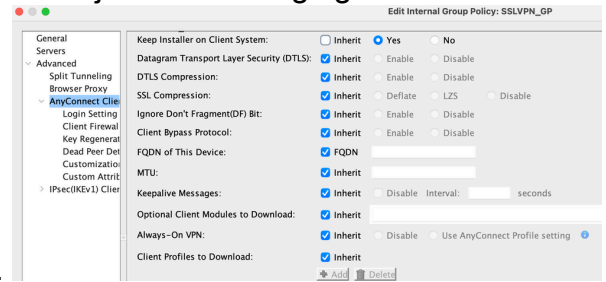 Edit Internal Group Policy: SSLVPN_GP
General
Servers
Advanced
Split Tunneling
Browser Proxy
AnyConnect Clie
Login Setting
Client Firewal
Key Regenerat
Dead Peer Det
Customizatio
Custom Attrib
IPsec(IKEv1) Clier
Keep Installer on Client System: Inherit Yes No
Datagram Transport Layer Security (DTLS): Inherit Enable Disable
DTLS Compression: Inherit Enable Disable
SSL Compression: Inherit Deflate LZS Disable
Ignore Don't Fragment(DF) Bit: Inherit Enable Disable
Client Bypass Protocol: Inherit Enable Disable
FQDN of This Device: FQDN
MTU: Inherit
Keepalive Messages: Inherit Disable Interval: seconds
Optional Client Modules to Download: Inherit
Always-On VPN: Inherit Disable Use AnyConnect Profile setting
Client Profiles to Download: Inherit
Add Delete